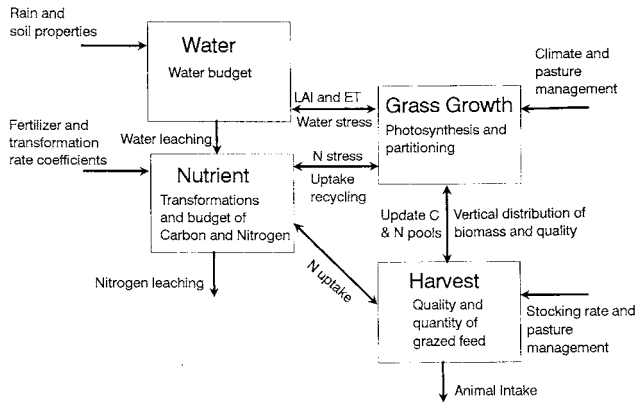 Rain and
soil properties
Water
Water budget
Climate and
pasture
management
LAI and ET
Water stress
Grass Growth
Photosynthesis and
partitioning
Fertilizer and
transformation
rate coefficients
Water leaching
Nutrient
Transformations
and budget of
Carbon and Nitrogen
N stress
Uptake
recycling
Update C
& N pools
Vertical distribution of
biomass and quality
Nitrogen leaching
N uptake
Harvest
Quality and
quantity of
grazed feed
Stocking rate and
pasture
management
Animal Intake